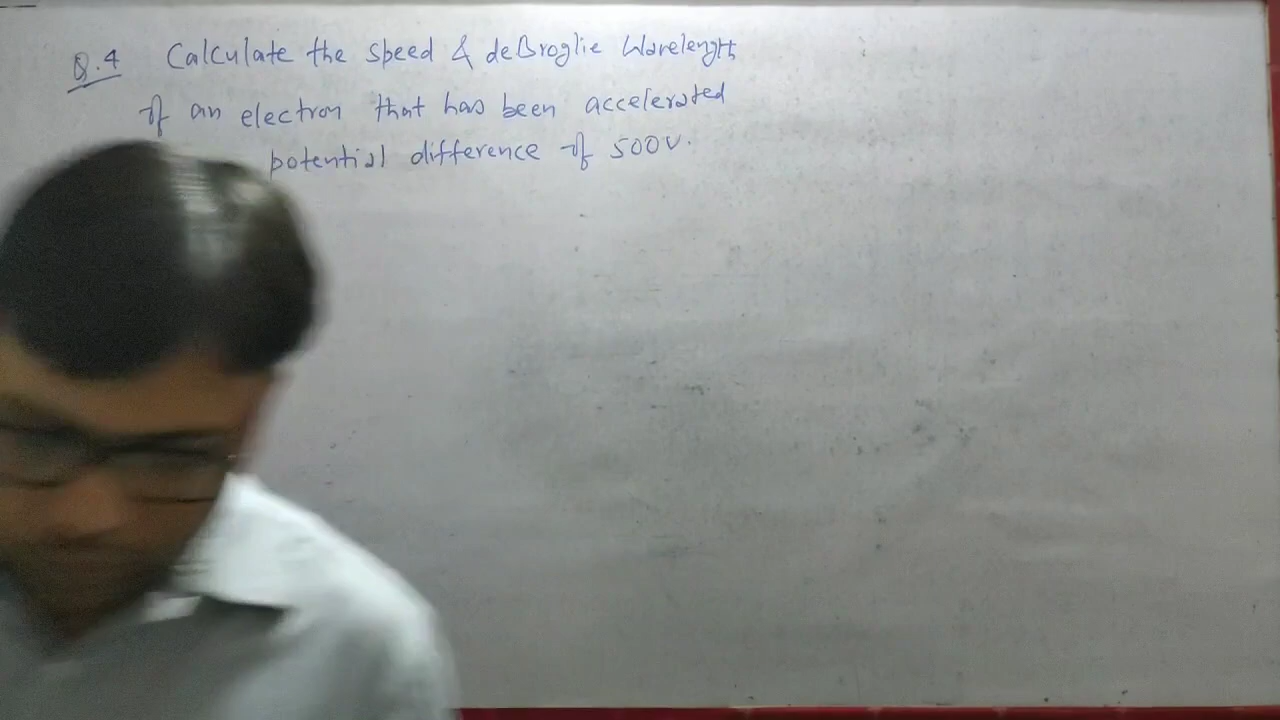 Q.4 Calculate the speed & deBroglie Wavelength
of an electron that has been accelerated
potential difference of 500V.